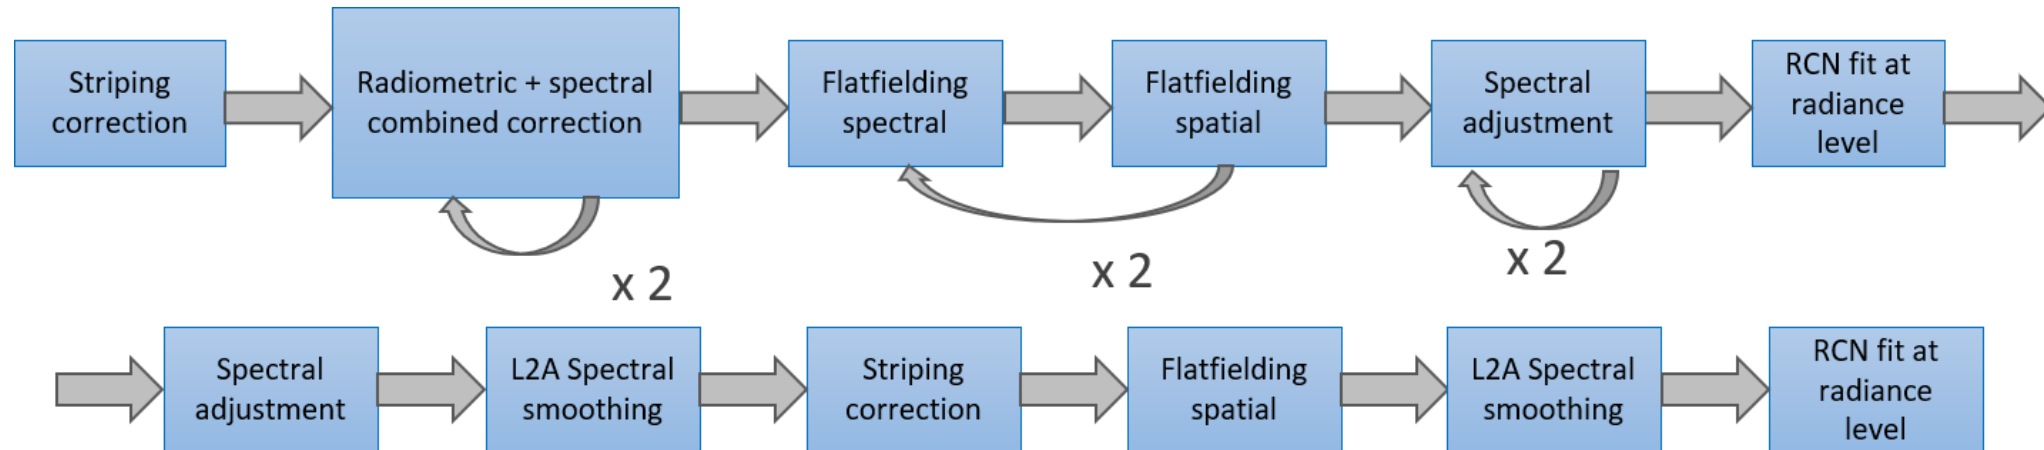 Striping
correction
Radiometric + spectral
combined correction
Flatfielding
spectral
Flatfielding
spatial
Spectral
adjustment
RCN fit at
radiance
level
x 2
x 2
x 2
Spectral
adjustment
L2A Spectral
smoothing
Striping
correction
Flatfielding
spatial
L2A Spectral
smoothing
RCN fit at
radiance
level